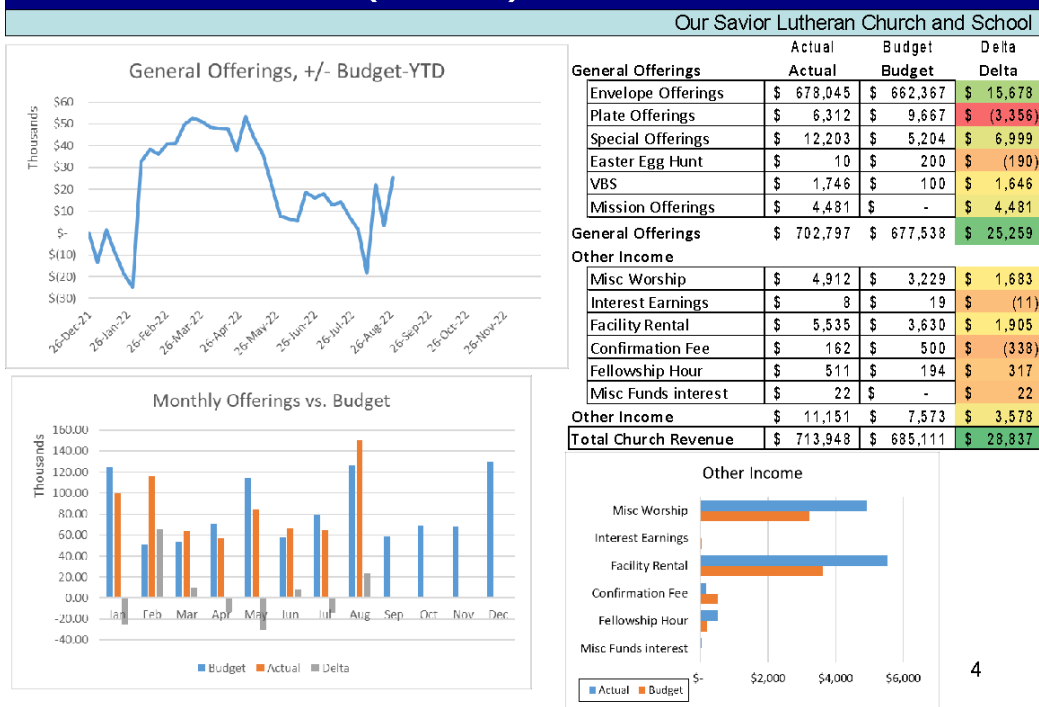 Our Savior Lutheran Church and School
General Offerings, +/- Budget-YTD
Thousands
$60
$50
$40
$30
$20
$10
$-
$(10)
$(20)
$(30)
26-Dec-21
26-Jan-22
26-Feb-22
26-Mar-22
26-Apr-22
26-May-22
26-Jun-22
26-Jul-22
26-Aug-22
26-Sep-22
26-Oct-22
26-Nov-22
Actual Budget Delta
General Offerings Actual Budget Delta
Envelope Offerings $ 678,045 $ 662,367 $ 15,678
Plate Offerings $ 6,312 $ 9,667 $ (3,356)
Special Offerings $ 12,203 $ 5,204 $ 6,999
Easter Egg Hunt $ 10 $ 200 $ (190)
VBS $ 1,746 $ 100 $ 1,646
Mission Offerings $ 4,481 $ - $ 4,481
General Offerings $ 702,797 $ 677,538 $ 25,259
Other Income
Misc Worship $ 4,912 $ 3,229 $ 1,683
Interest Earnings $ 8 $ 19 $ (11)
Facility Rental $ 5,535 $ 3,630 $ 1,905
Confirmation Fee $ 162 $ 500 $ (338)
Fellowship Hour $ 511 $ 194 $ 317
Misc Funds interest $ 22 $ - $ 22
Other Income $ 11,151 $ 7,573 $ 3,578
Total Church Revenue $ 713,948 $ 685,111 $ 28,837
Monthly Offerings vs. Budget
Thousands
160.00
140.00
120.00
100.00
80.00
60.00
40.00
20.00
0.00
-20.00
-40.00
Jan Feb Mar Apr May Jun Jul Aug Sep Oct Nov Dec
Budget Actual Delta
Other Income
Misc Worship
Interest Earnings
Facility Rental
Confirmation Fee
Fellowship Hour
Misc Funds interest
$- $2,000 $4,000 $6,000
Actual Budget
4